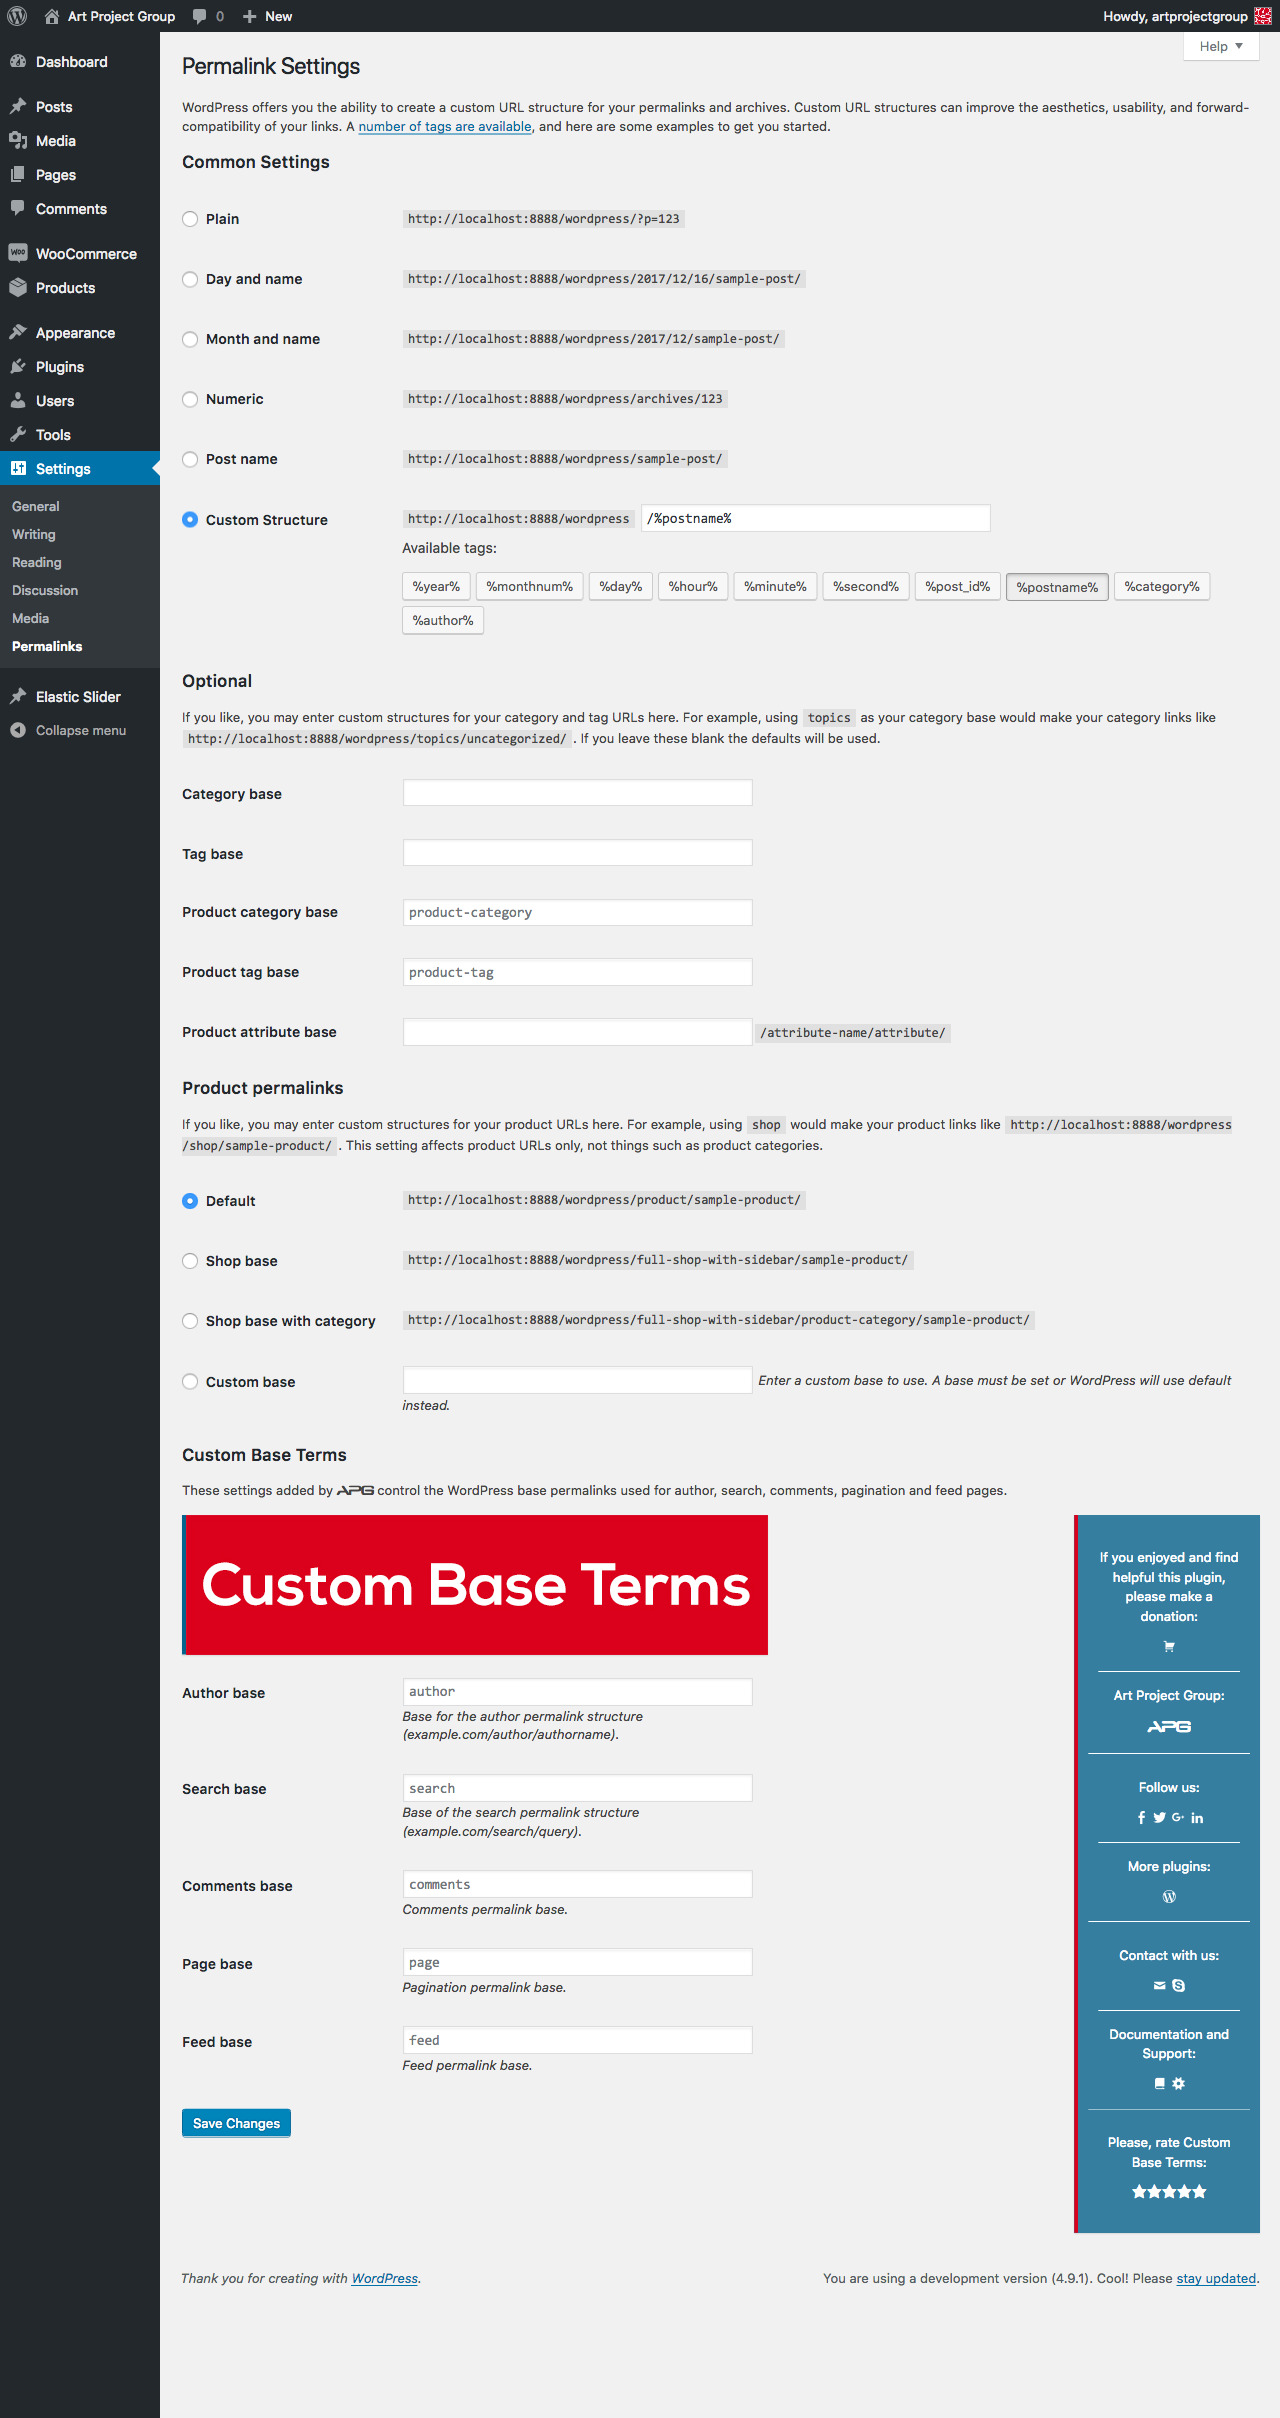 Art Project Group 0 New Howdy, artprojectgroup
Help
Dashboard
Posts
Media
Pages
Comments
WooCommerce
Products
Appearance
Plugins
Users
Tools
Settings
General
Writing
Reading
Discussion
Media
Permalinks
Elastic Slider
Collapse menu
Permalink Settings
WordPress offers you the ability to create a custom URL structure for your permalinks and archives. Custom URL structures can improve the aesthetics, usability, and forward-
compatibility of your links. A number of tags are available, and here are some examples to get you started.
Common Settings
Plain http://localhost:8888/wordpress/?p=123
Day and name http://localhost:8888/wordpress/2017/12/16/sample-post/
Month and name http://localhost:8888/wordpress/2017/12/sample-post/
Numeric http://localhost:8888/wordpress/archives/123
Post name http://localhost:8888/wordpress/sample-post/
Custom Structure http://localhost:8888/wordpress /%postname%
Available tags:
%year% %monthnum% %day% %hour% %minute% %second% %post_id% %postname% %category%
%author%
Optional
If you like, you may enter custom structures for your category and tag URLs here. For example, using topics as your category base would make your category links like
http://localhost:8888/wordpress/topics/uncategorized/ . If you leave these blank the defaults will be used.
Category base
Tag base
Product category base product-category
Product tag base product-tag
Product attribute base /attribute-name/attribute/
Product permalinks
If you like, you may enter custom structures for your product URLs here. For example, using shop would make your product links like http://localhost:8888/wordpress
/shop/sample-product/ . This setting affects product URLs only, not things such as product categories.
Default http://localhost:8888/wordpress/product/sample-product/
Shop base http://localhost:8888/wordpress/full-shop-with-sidebar/sample-product/
Shop base with category http://localhost:8888/wordpress/full-shop-with-sidebar/product-category/sample-product/
Custom base Enter a custom base to use. A base must be set or WordPress will use default
instead.
Custom Base Terms
These settings added by APG control the WordPress base permalinks used for author, search, comments, pagination and feed pages.
Custom Base Terms
Author base author
Base for the author permalink structure
(example.com/author/authorname).
Search base search
Base of the search permalink structure
(example.com/search/query).
Comments base comments
Comments permalink base.
Page base page
Pagination permalink base.
Feed base feed
Feed permalink base.
Save Changes
If you enjoyed and find
helpful this plugin,
please make a
donation:
Art Project Group:
APG
Follow us:
More plugins:
Contact with us:
Documentation and
Support:
Please, rate Custom
Base Terms:
Thank you for creating with WordPress.
You are using a development version (4.9.1). Cool! Please stay updated.